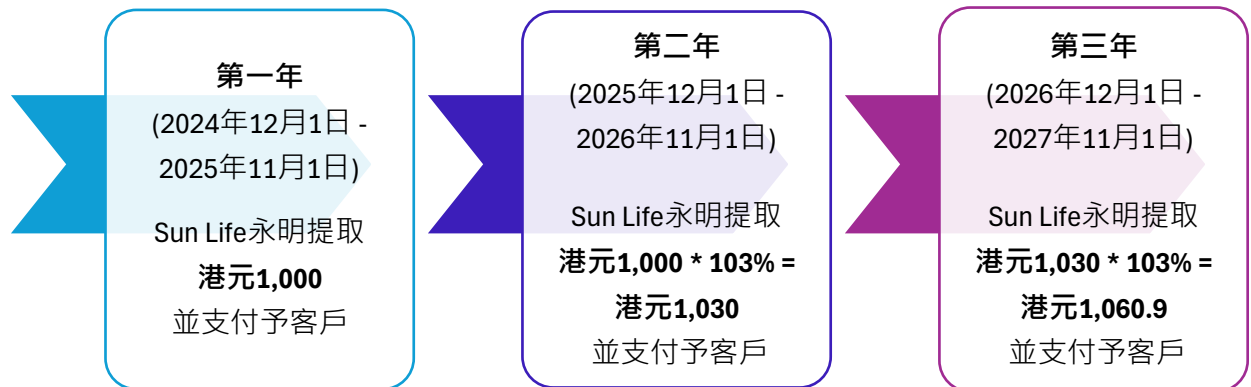 第一年
(2024年12月1日 -
2025年11月1日)
Sun Life永明提取
港元1,000
並支付予客戶
第二年
(2025年12月1日 -
2026年11月1日)
Sun Life永明提取
港元1,000 * 103% =
港元1,030
並支付予客戶
第三年
(2026年12月1日 -
2027年11月1日)
Sun Life永明提取
港元1,030 * 103% =
港元1,060.9
並支付予客戶